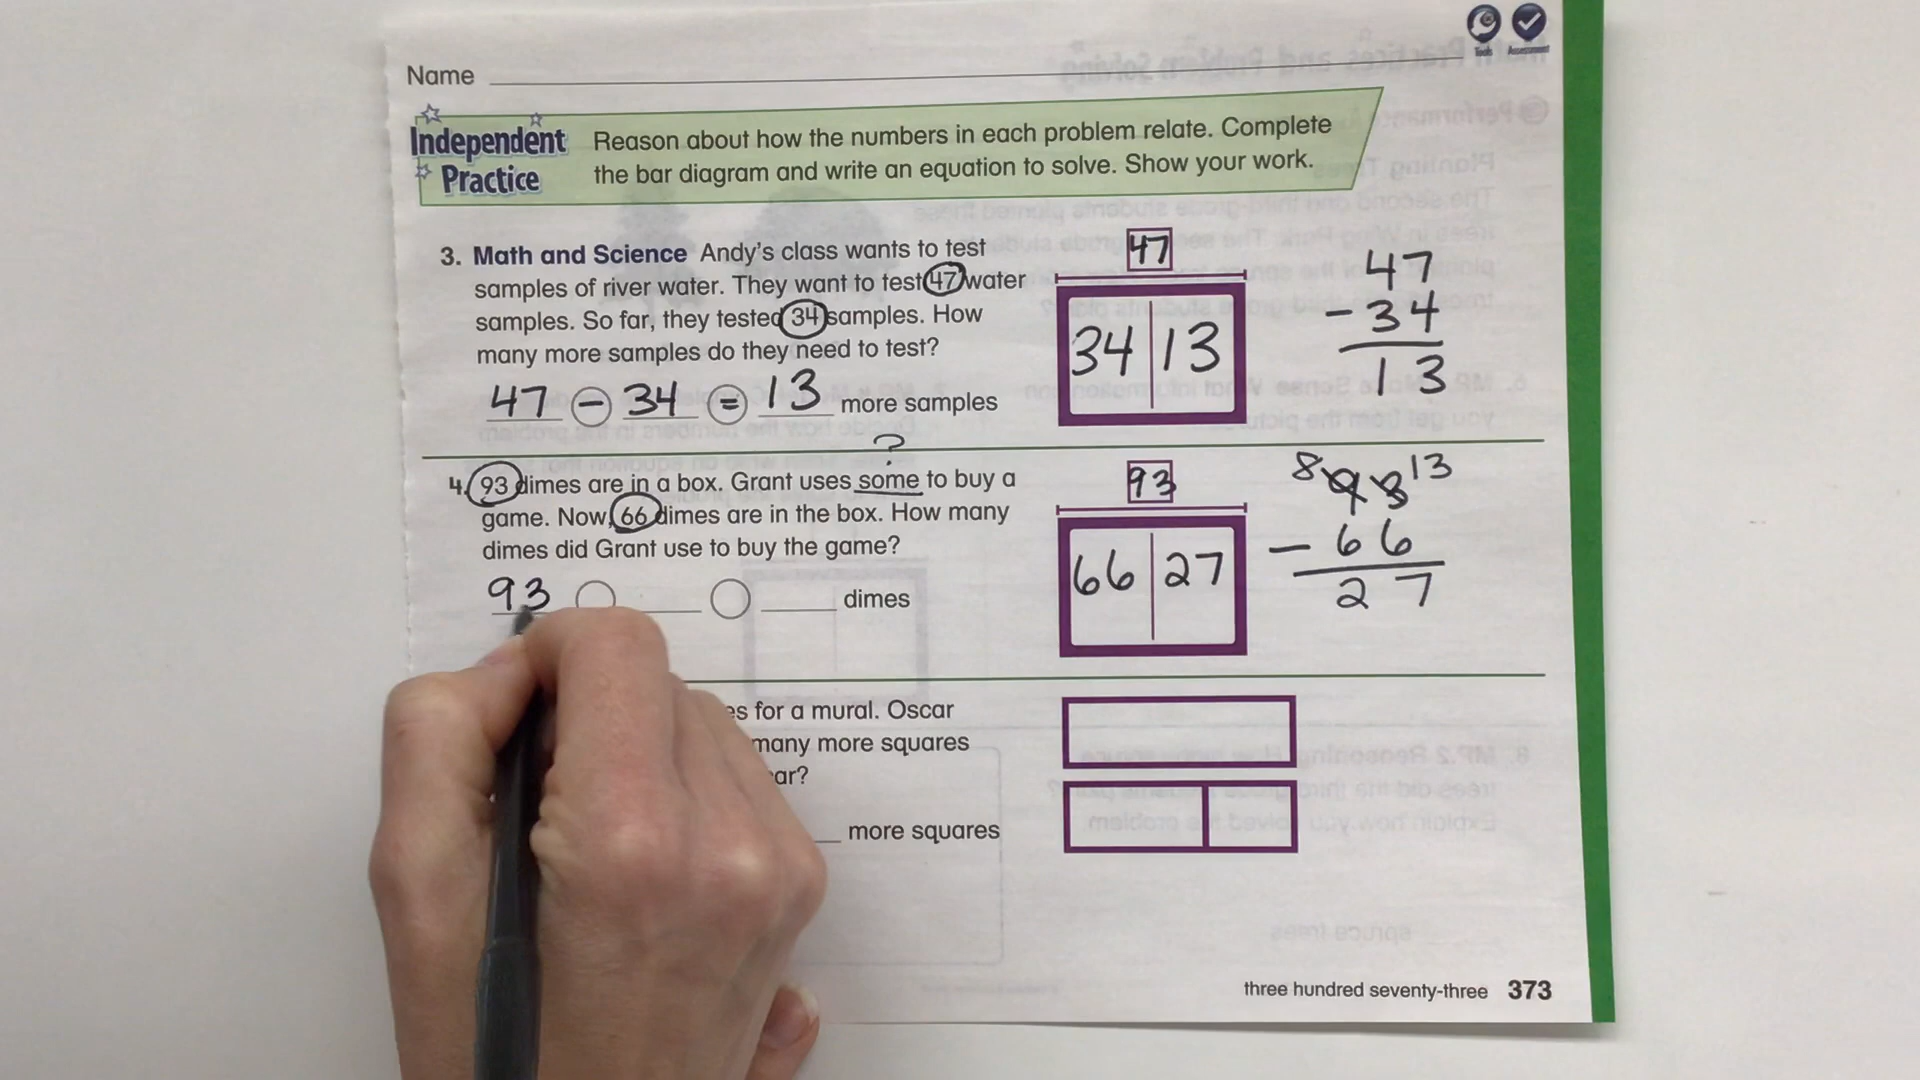 Tools Assessment
Name
Independent
Practice
Reason about how the numbers in each problem relate. Complete
the bar diagram and write an equation to solve. Show your work.
3. Math and Science Andy's class wants to test
samples of river water. They want to test 47 water
samples. So far, they tested 34 samples. How
many more samples do they need to test?
47 − 34 = 13 more samples
47
34 13
47
− 34
13
?
4. 93 dimes are in a box. Grant uses some to buy a
game. Now, 66 dimes are in the box. How many
dimes did Grant use to buy the game?
93 dimes
93
66 27
8 93 13
− 66
27
es for a mural. Oscar
many more squares
ar?
more squares
three hundred seventy-three 373